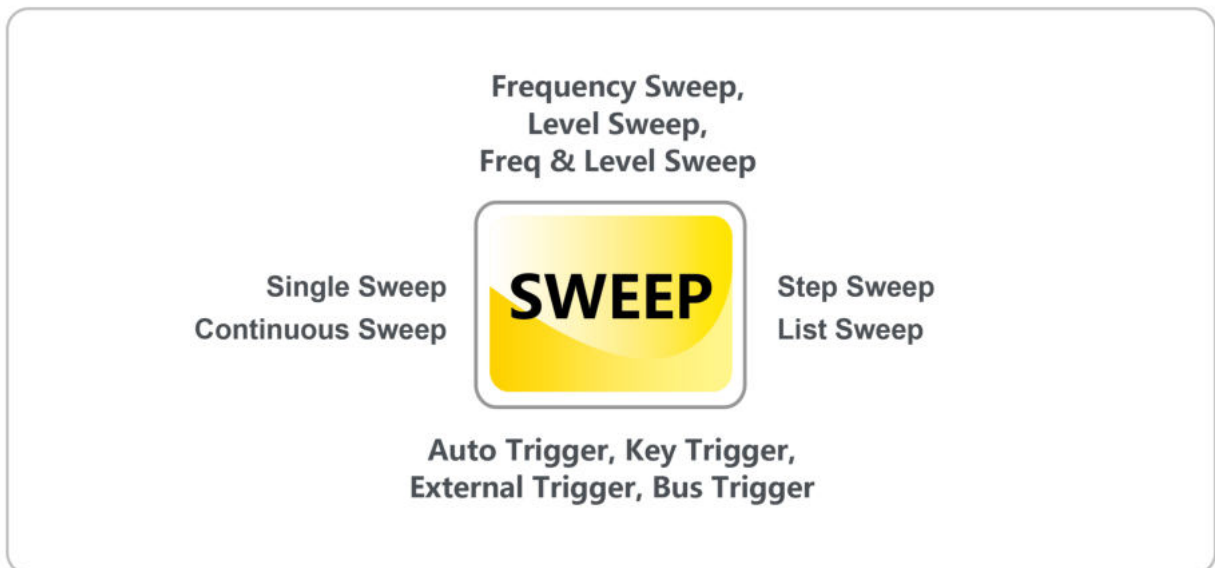 Frequency Sweep,
Level Sweep,
Freq & Level Sweep
Single Sweep
Continuous Sweep
SWEEP
Step Sweep
List Sweep
Auto Trigger, Key Trigger,
External Trigger, Bus Trigger